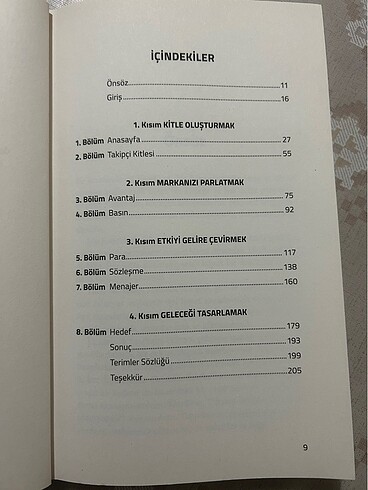 İÇİNDEKİLER
Önsöz 11
Giriş 16
1. Kısım KİTLE OLUŞTURMAK
1. Bölüm Anasayfa 27
2. Bölüm Takipçi Kitlesi 55
2. Kısım MARKANIZI PARLATMAK
3. Bölüm Avantaj 75
4. Bölüm Basın 92
3. Kısım ETKİYİ GELİRE ÇEVİRMEK
5. Bölüm Para 117
6. Bölüm Sözleşme 138
7. Bölüm Menajer 160
4. Kısım GELECEĞİ TASARLAMAK
8. Bölüm Hedef 179
Sonuç 193
Terimler Sözlüğü 199
Teşekkür 205
9